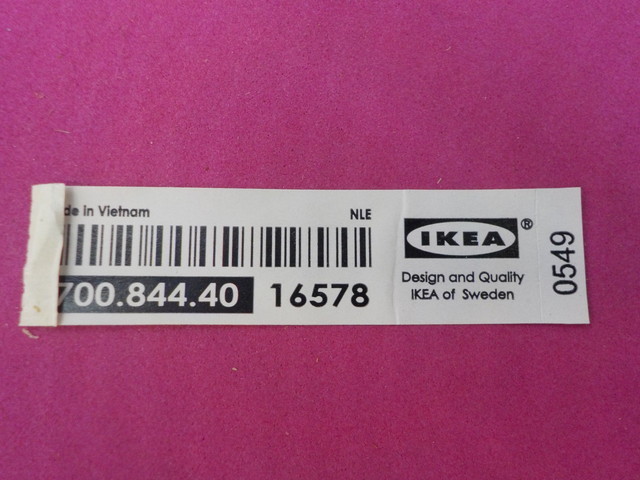 de in Vietnam NLE
700.844.40 16578
IKEA®
Design and Quality
IKEA of Sweden
0549